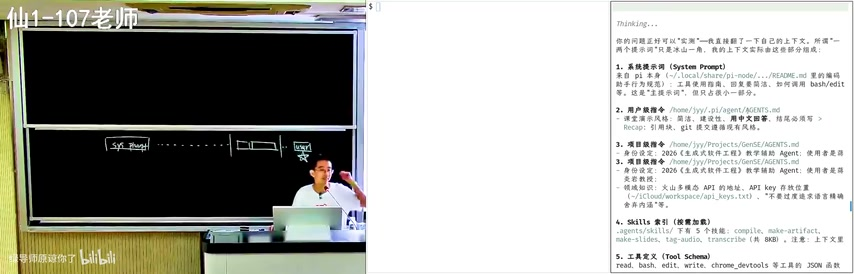 仙1-107老师
sys prompt
user
bilibili
$
Thinking...
你的问题正好可以"实测"——我直接翻了一下自己的上下文。所谓"一
两个提示词"只是冰山一角，我的上下文实际由这些部分组成：
1. 系统提示词 (System Prompt)
来自 pi 本身 (~/.local/share/pi-node/.../README.md 里的编码
助手行为规范)：工具使用指南，回复要简洁，如何调用 bash/edit
等。这是"主提示词"，但只占很小一部分。
2. 用户级指令 /home/jyy/.pi/agent/AGENTS.md
- 课堂演示风格：简洁、建设性、用中文回答，结尾必须写 >
Recap: 引用块，git 提交遵循现有风格。
3. 项目级指令 /home/jyy/Projects/GenSE/AGENTS.md
- 身份设定：2026《生成式软件工程》教学辅助 Agent；使用者是蒋
3. 项目级指令 /home/jyy/Projects/GenSE/AGENTS.md
- 身份设定：2026《生成式软件工程》教学辅助 Agent；使用者是蒋
炎岩教授；
- 领域知识：火山多模态 API 的地址、API key 存放位置
(~/iCloud/workspace/api_keys.txt)、"不要过度追求语言精确
舍弃内涵"等。
4. Skills 索引 (按需加载)
.agents/skills/ 下有 5 个技能：compile, make-artifact,
make-slides, tag-audio, transcribe (共 8KB) 。注意：上下文里
5. 工具定义 (Tool Schema)
read, bash, edit, write, chrome_devtools 等工具的 JSON 函数